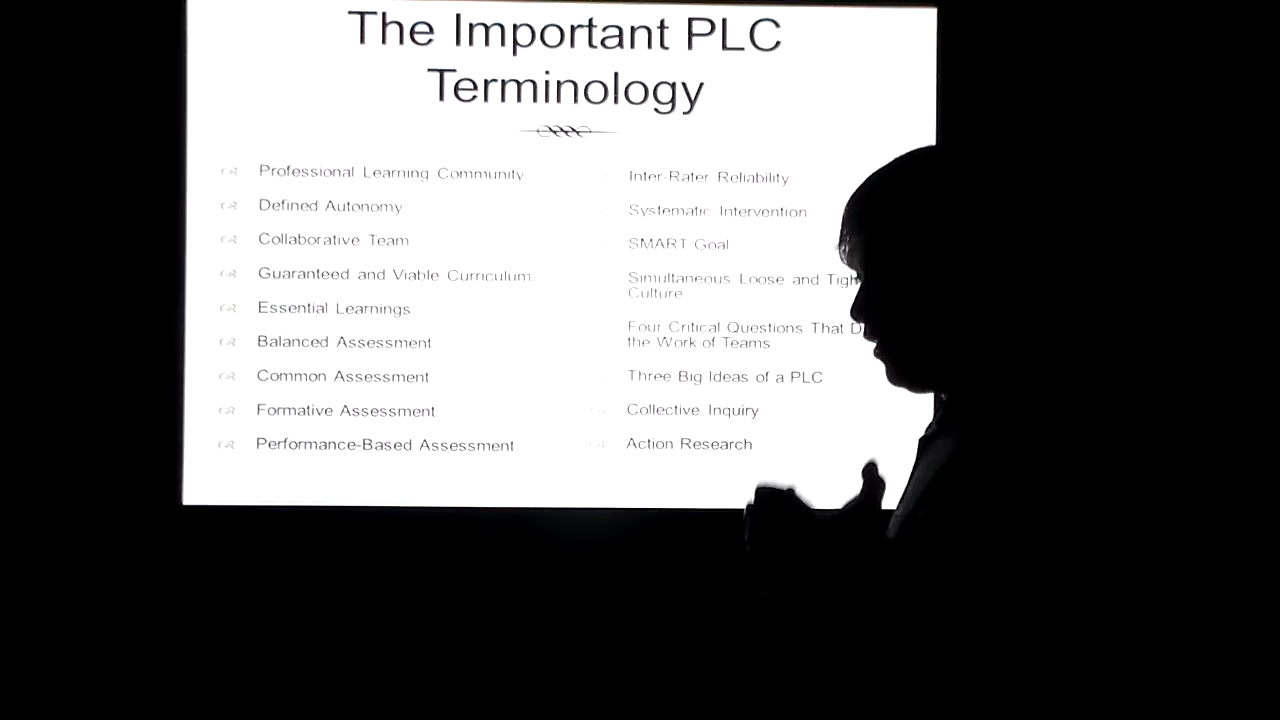 The Important PLC
Terminology
Professional Learning Community
Defined Autonomy
Collaborative Team
Guaranteed and Viable Curriculum
Essential Learnings
Balanced Assessment
Common Assessment
Formative Assessment
Performance-Based Assessment
Inter-Rater Reliability
Systematic Intervention
SMART Goal
Simultaneous Loose and
Culture
Four Critical Questions That
the Work of Teams
Three Big Ideas of a PLC
Collective Inquiry
Action Research